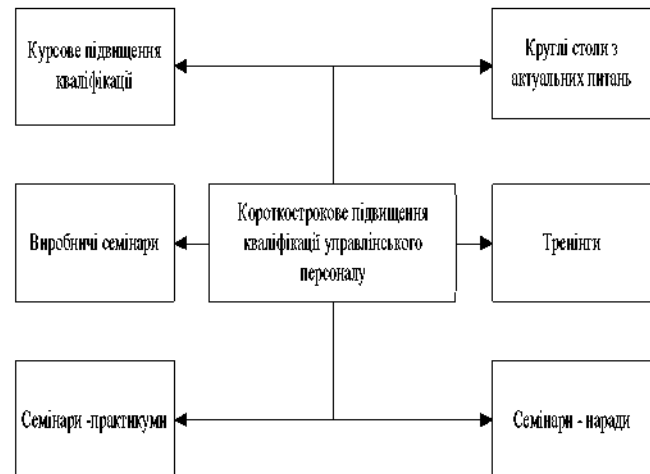 Курсове підвищення
кваліфікації
Круглі столи з
актуальних питань
Виробничі семінари
Короткострокове підвищення
кваліфікації управлінського
персоналу
Тренінги
Семінари -практикуми
Семінари - наради